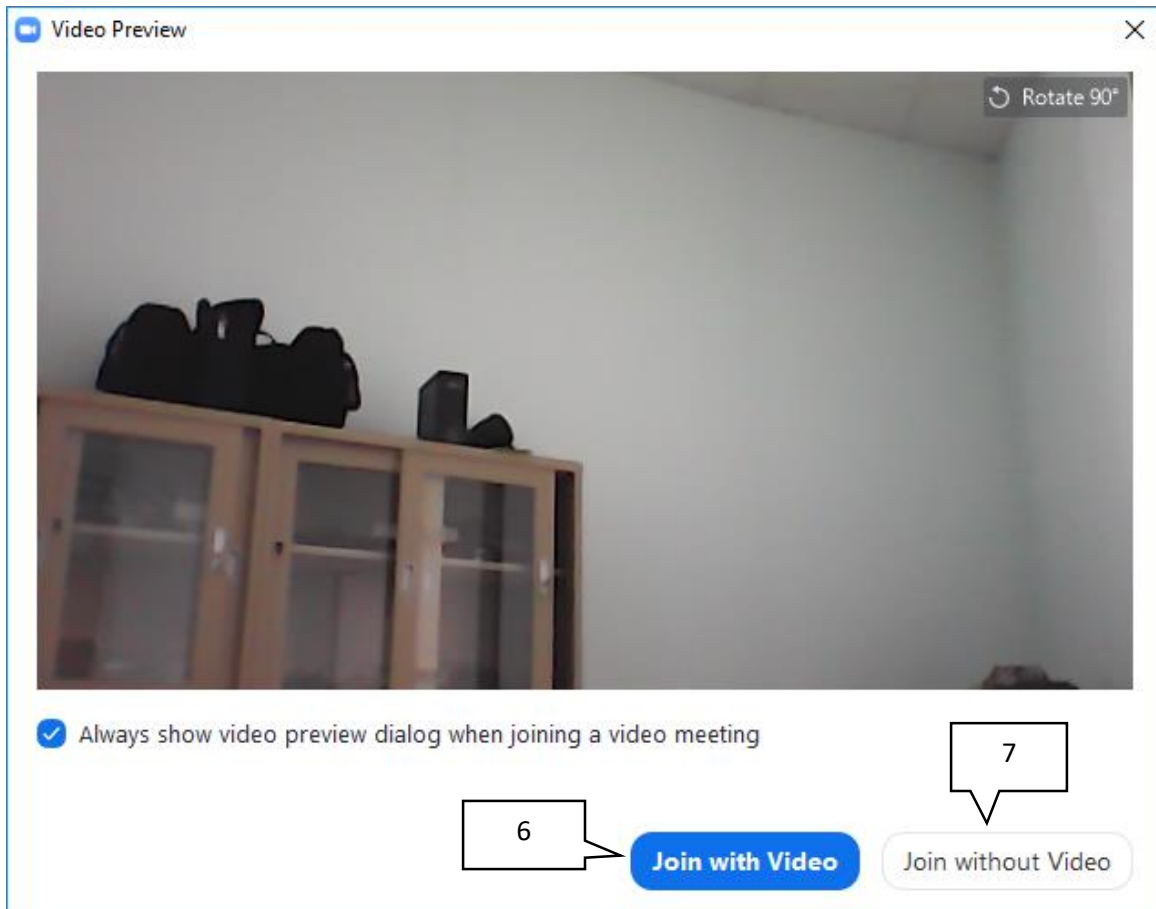 Video Preview
Rotate 90°
Always show video preview dialog when joining a video meeting
7
6
Join with Video
Join without Video